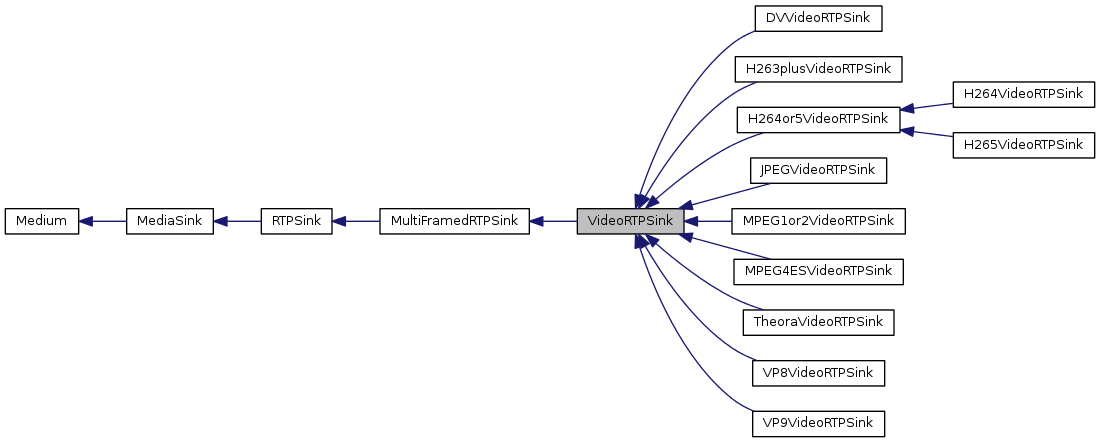 DVVideoRTPSink
H263plusVideoRTPSink
H264VideoRTPSink
H264or5VideoRTPSink
H265VideoRTPSink
JPEGVideoRTPSink
Medium
MediaSink
RTPSink
MultiFramedRTPSink
VideoRTPSink
MPEG1or2VideoRTPSink
MPEG4ESVideoRTPSink
TheoraVideoRTPSink
VP8VideoRTPSink
VP9VideoRTPSink